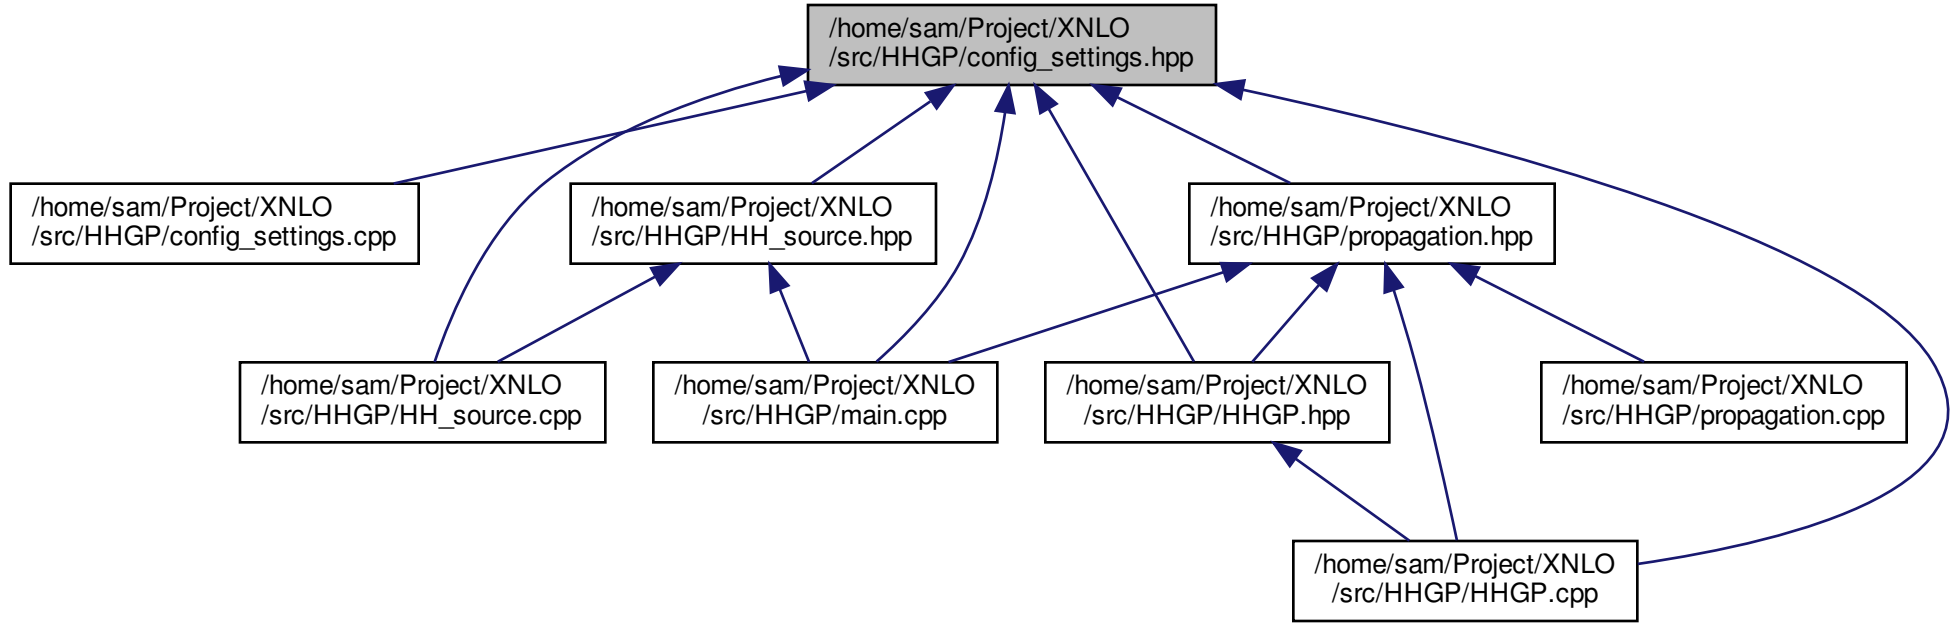 /home/sam/Project/XNLO
/src/HHGP/config_settings.hpp
/home/sam/Project/XNLO
/src/HHGP/config_settings.cpp
/home/sam/Project/XNLO
/src/HHGP/HH_source.hpp
/home/sam/Project/XNLO
/src/HHGP/propagation.hpp
/home/sam/Project/XNLO
/src/HHGP/HH_source.cpp
/home/sam/Project/XNLO
/src/HHGP/main.cpp
/home/sam/Project/XNLO
/src/HHGP/HHGP.hpp
/home/sam/Project/XNLO
/src/HHGP/propagation.cpp
/home/sam/Project/XNLO
/src/HHGP/HHGP.cpp